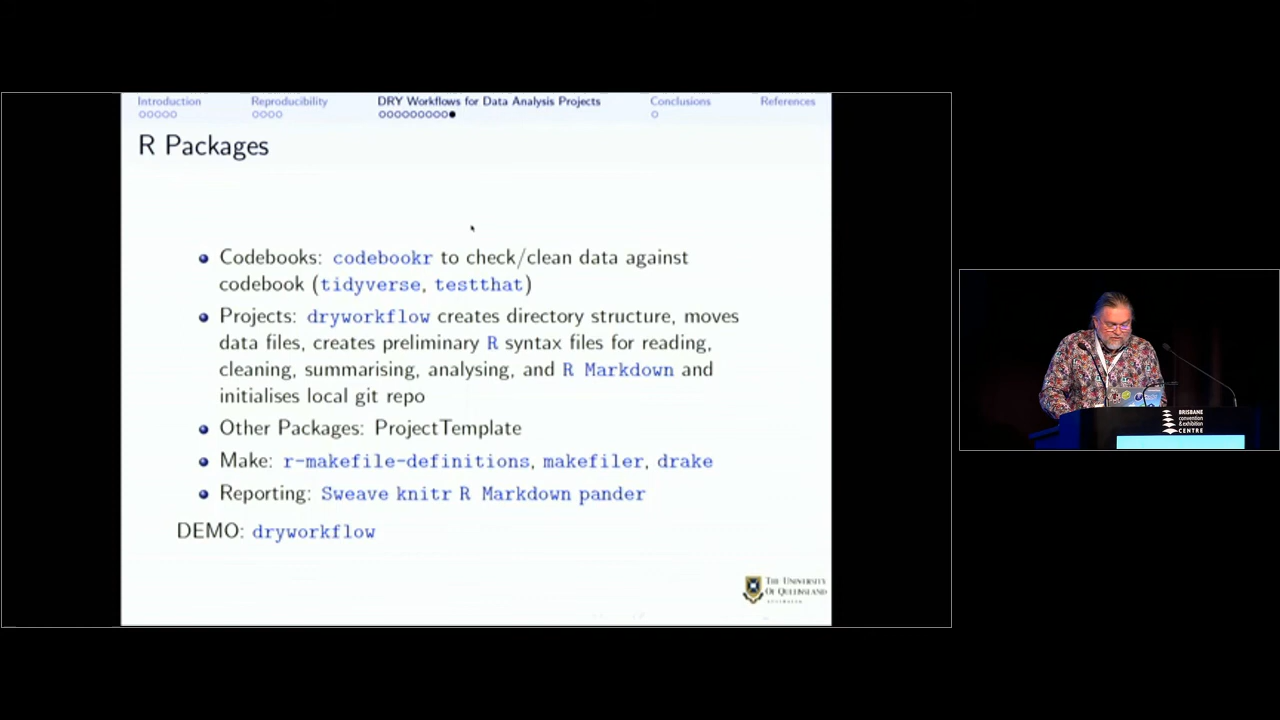 Introduction
Reproducibility
DRY Workflows for Data Analysis Projects
Conclusions
References
R Packages
Codebooks: codebookr to check/clean data against
codebook (tidyverse, testthat)
Projects: dryworkflow creates directory structure, moves
data files, creates preliminary R syntax files for reading,
cleaning, summarising, analysing, and R Markdown and
initialises local git repo
Other Packages: ProjectTemplate
Make: r-makefile-definitions, makefiler, drake
Reporting: Sweave knitr R Markdown pander
DEMO: dryworkflow
THE UNIVERSITY
OF QUEENSLAND
AUSTRALIA
BRISBANE
convention
& exhibition
CENTRE